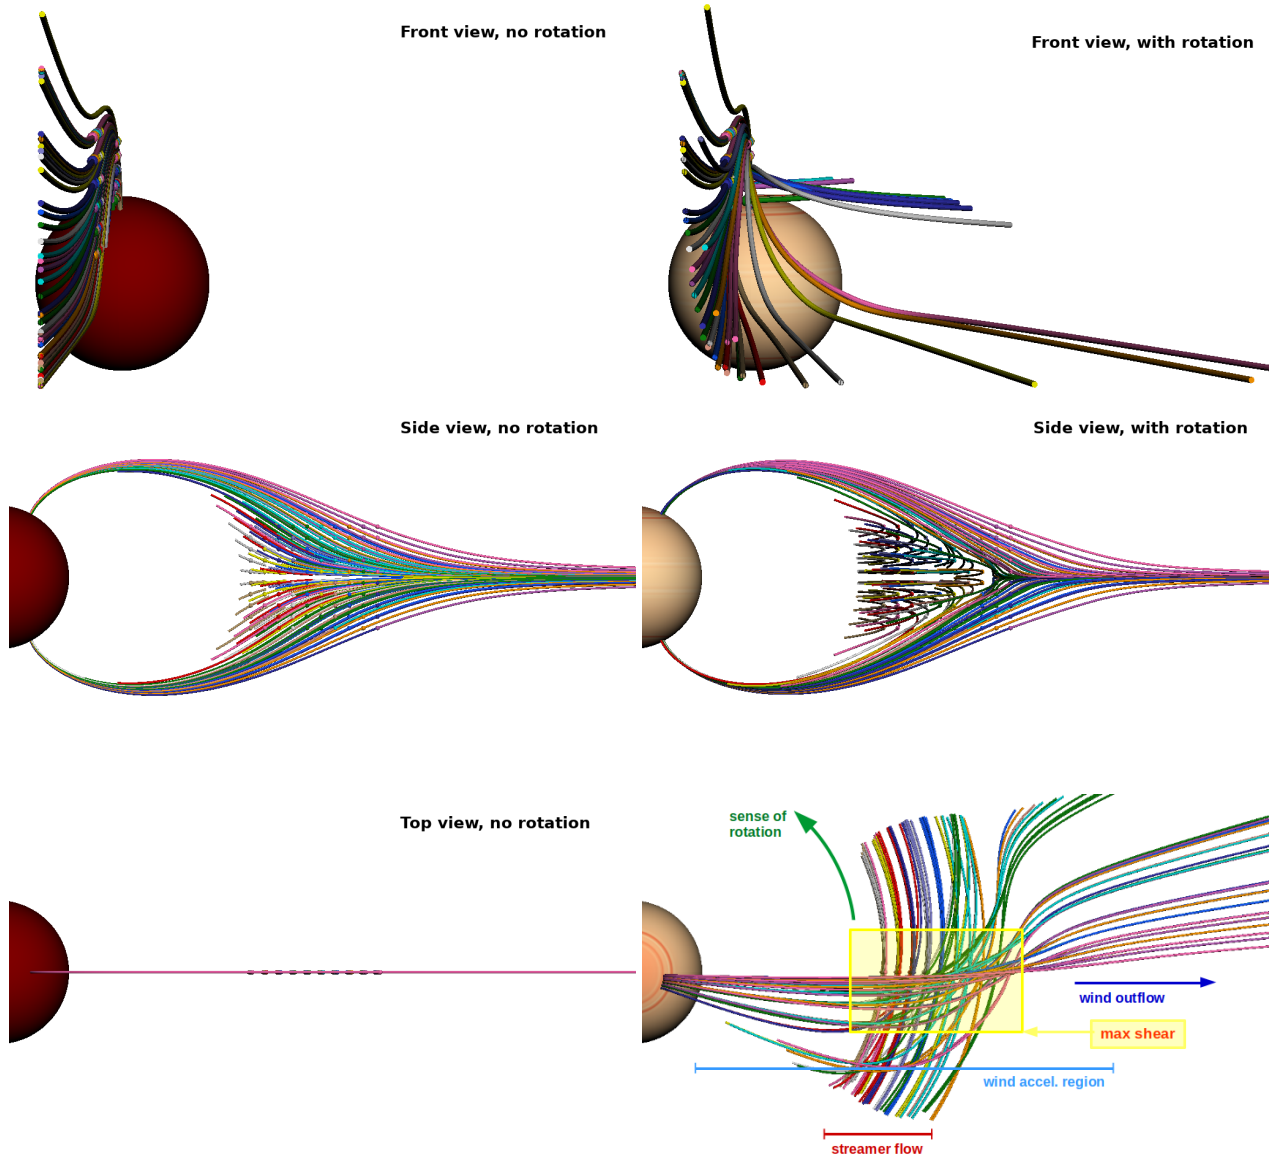 Front view, no rotation
Front view, with rotation
Side view, no rotation
Side view, with rotation
Top view, no rotation
sense of
rotation
wind outflow
max shear
wind accel. region
streamer flow